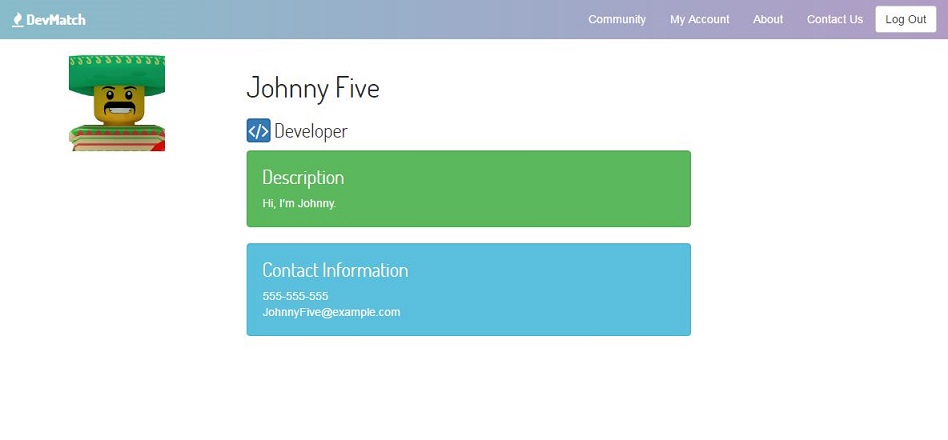 DevMatch
Community
My Account
About
Contact Us
Log Out
Johnny Five
</> Developer
Description
Hi, I'm Johnny.
Contact Information
555-555-555
JohnnyFive@example.com